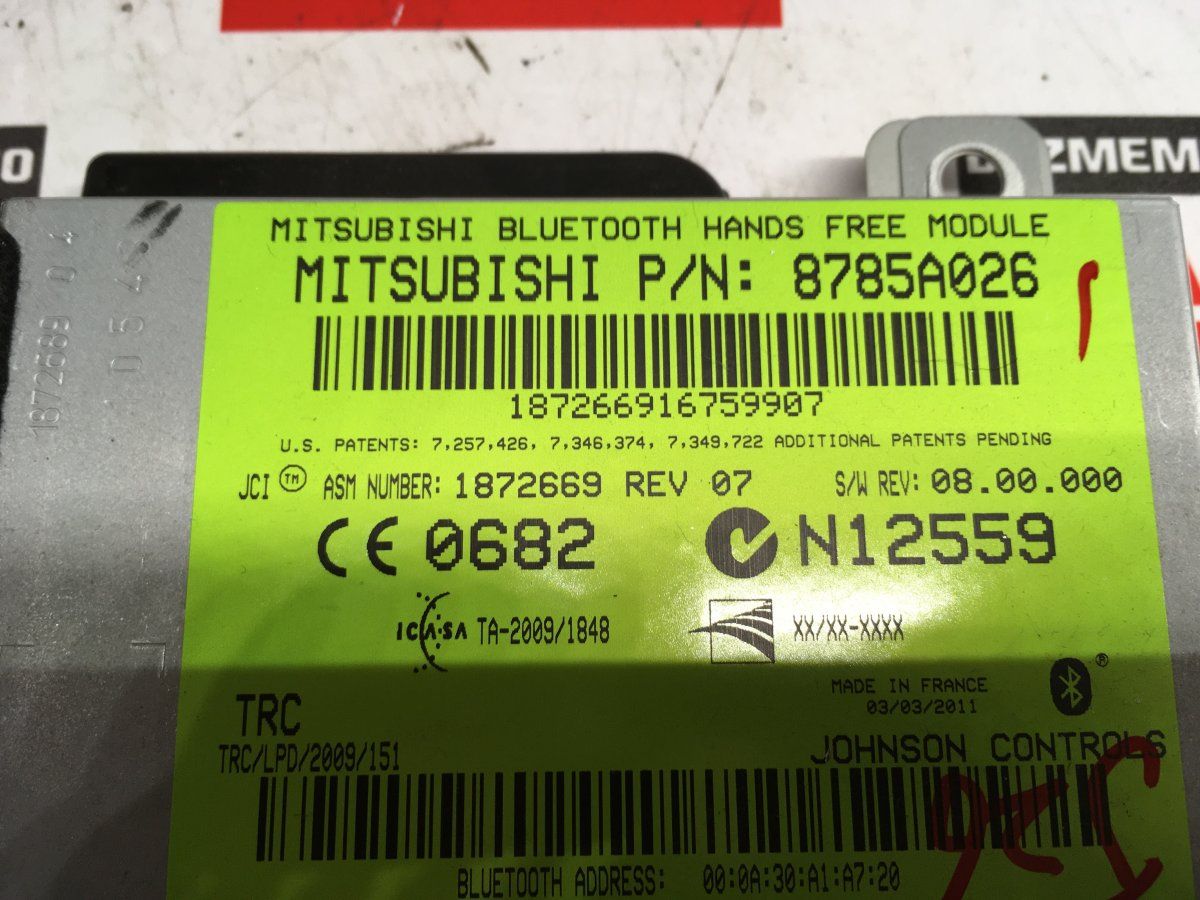 MITSUBISHI BLUETOOTH HANDS FREE MODULE
MITSUBISHI P/N: 8785A026
187266916759907
U.S. PATENTS: 7,257,426, 7,346,374, 7,349,722 ADDITIONAL PATENTS PENDING
JCI TM ASM NUMBER: 1872669 REV 07 S/W REV: 08.00.000
CE 0682 N12559
ICASA TA-2009/1848 XX/XX-XXXX
MADE IN FRANCE
03/03/2011
TRC
TRC/LPD/2009/151
JOHNSON CONTROLS
BLUETOOTH ADDRESS: 00:0A:30:A1:A7:20
ZMEM